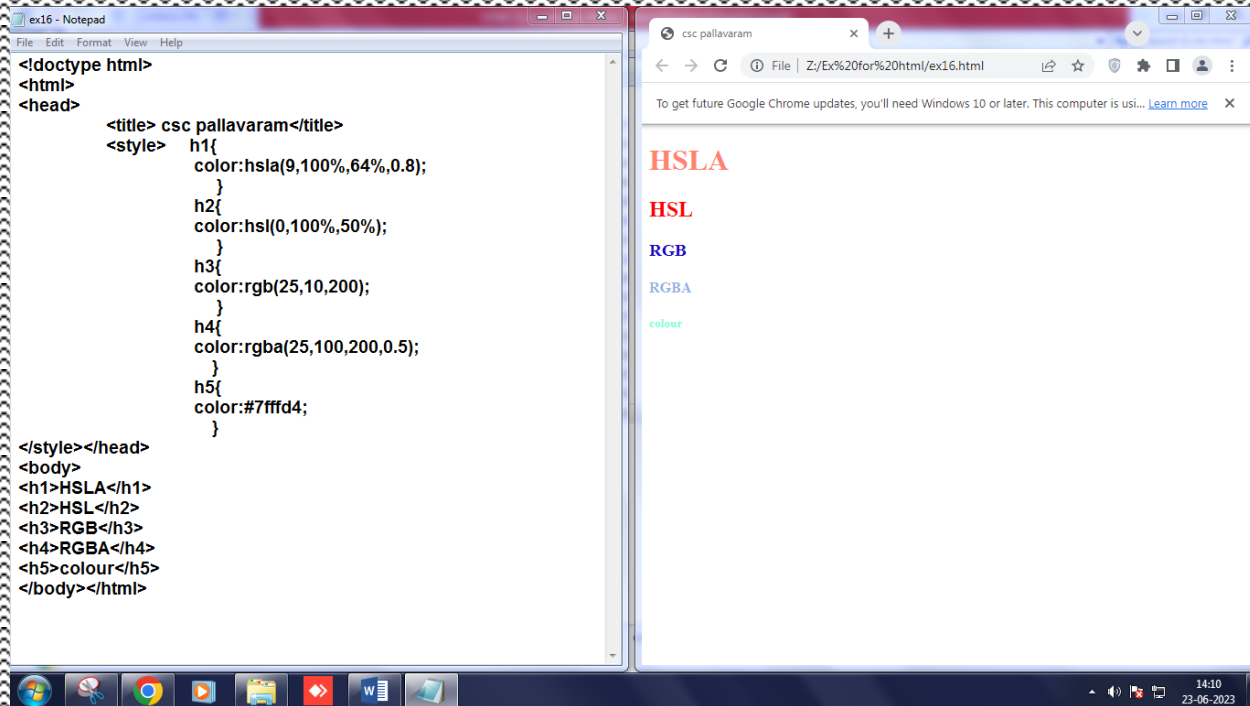 ex16 - Notepad
File Edit Format View Help
<!doctype html>
<html>
<head>
<title> csc pallavaram</title>
<style> h1{
color:hsla(9,100%,64%,0.8);
}
h2{
color:hsl(0,100%,50%);
}
h3{
color:rgb(25,10,200);
}
h4{
color:rgba(25,100,200,0.5);
}
h5{
color:#7fffd4;
}
</style></head>
<body>
<h1>HSLA</h1>
<h2>HSL</h2>
<h3>RGB</h3>
<h4>RGBA</h4>
<h5>colour</h5>
</body></html>
csc pallavaram
File Z:/Ex%20for%20html/ex16.html
To get future Google Chrome updates, you'll need Windows 10 or later. This computer is usi... Learn more
HSLA
HSL
RGB
RGBA
colour
14:10
23-06-2023